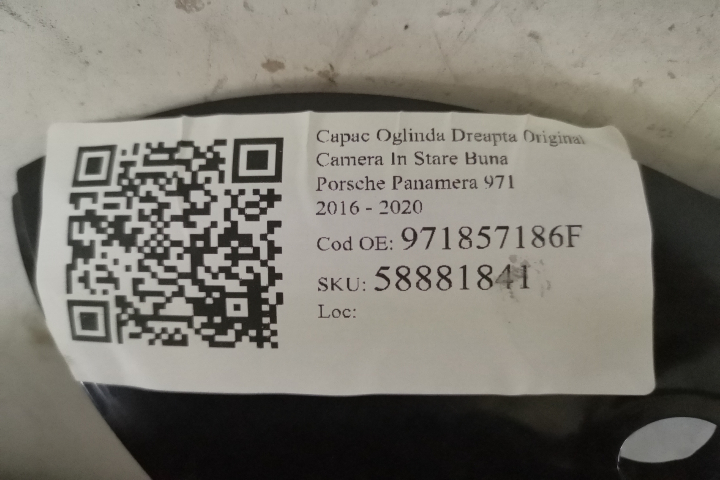 Capac Oglinda Dreapta Original
Camera In Stare Buna
Porsche Panamera 971
2016 - 2020
Cod OE: 971857186F
SKU: 58881841
Loc: